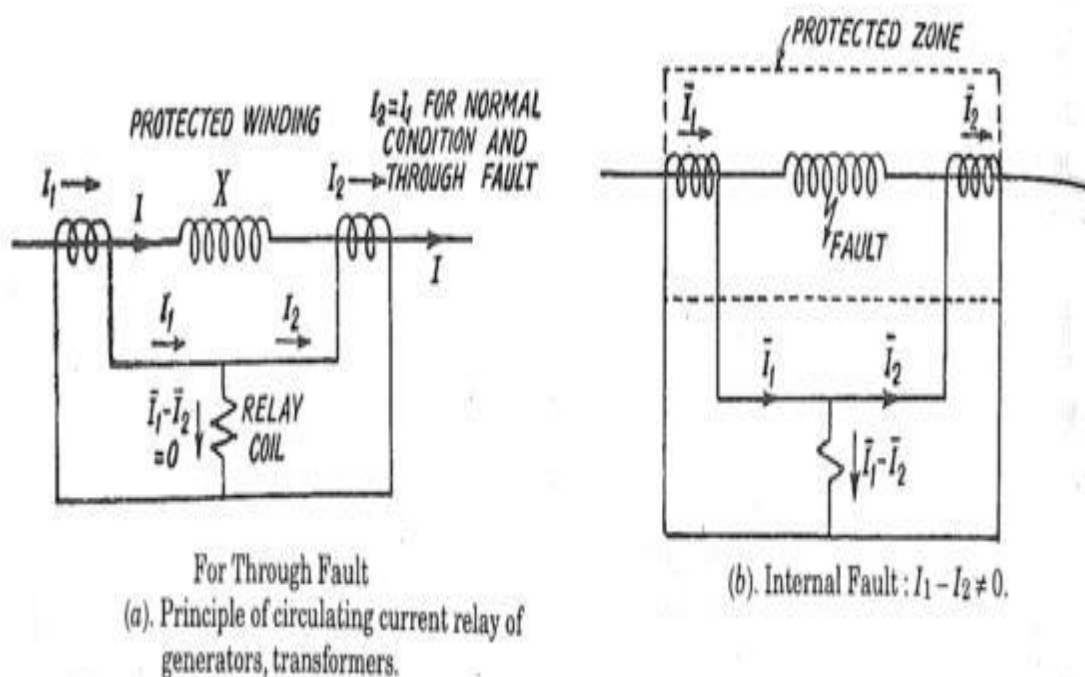 PROTECTED WINDING
I₂ = I₁ FOR NORMAL
CONDITION AND
THROUGH FAULT
I₁
I
X
I₂
I
I₁
I₂
Ī₁-Ī₂
=0
RELAY
COIL
For Through Fault
(a). Principle of circulating current relay of
generators, transformers.
PROTECTED ZONE
Ī₁
Ī₂
FAULT
Ī₁
Ī₂
Ī₁-Ī₂
(b). Internal Fault : I₁ – I₂ ≠ 0.